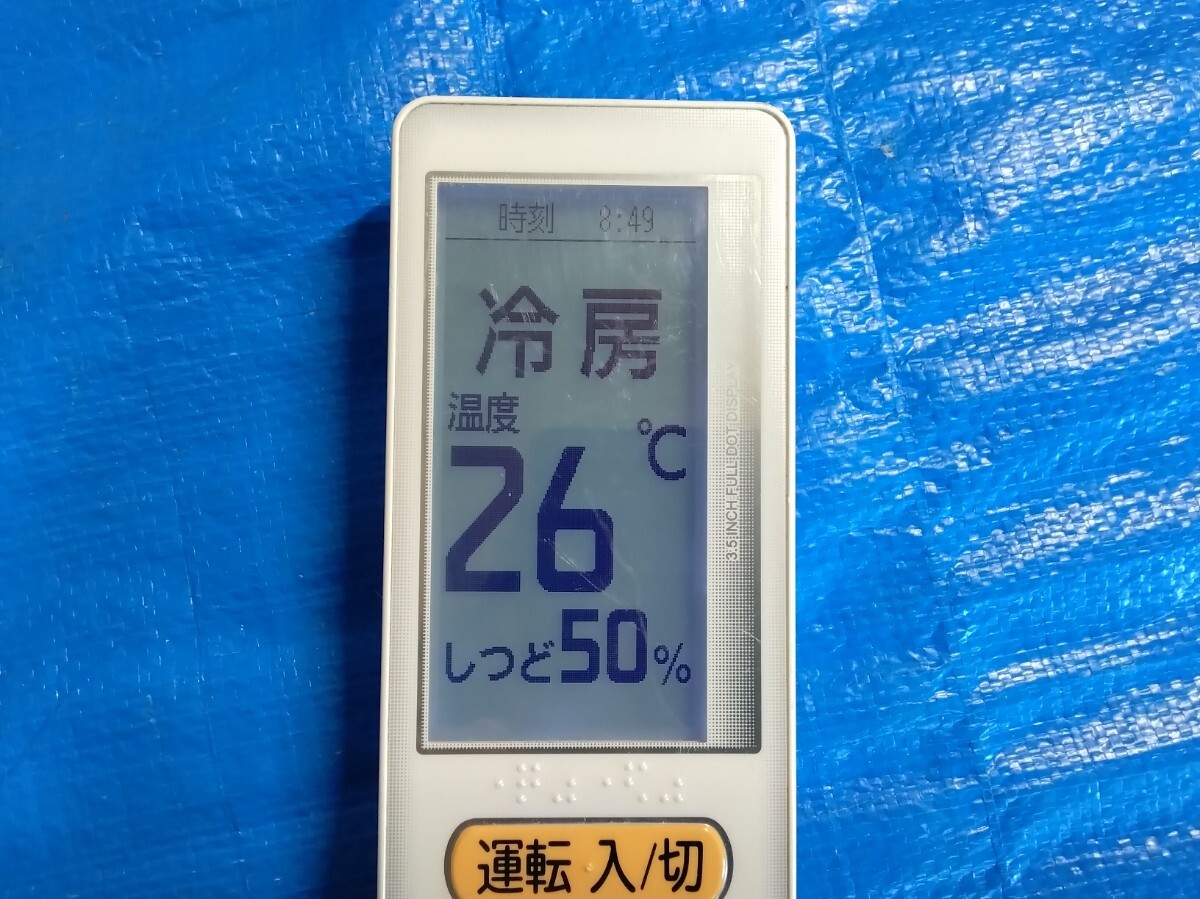 時刻 8:49
冷房
温度
26℃
しつど50%
3.5 INCH FULL DOT DISPLAY
運転 入/切